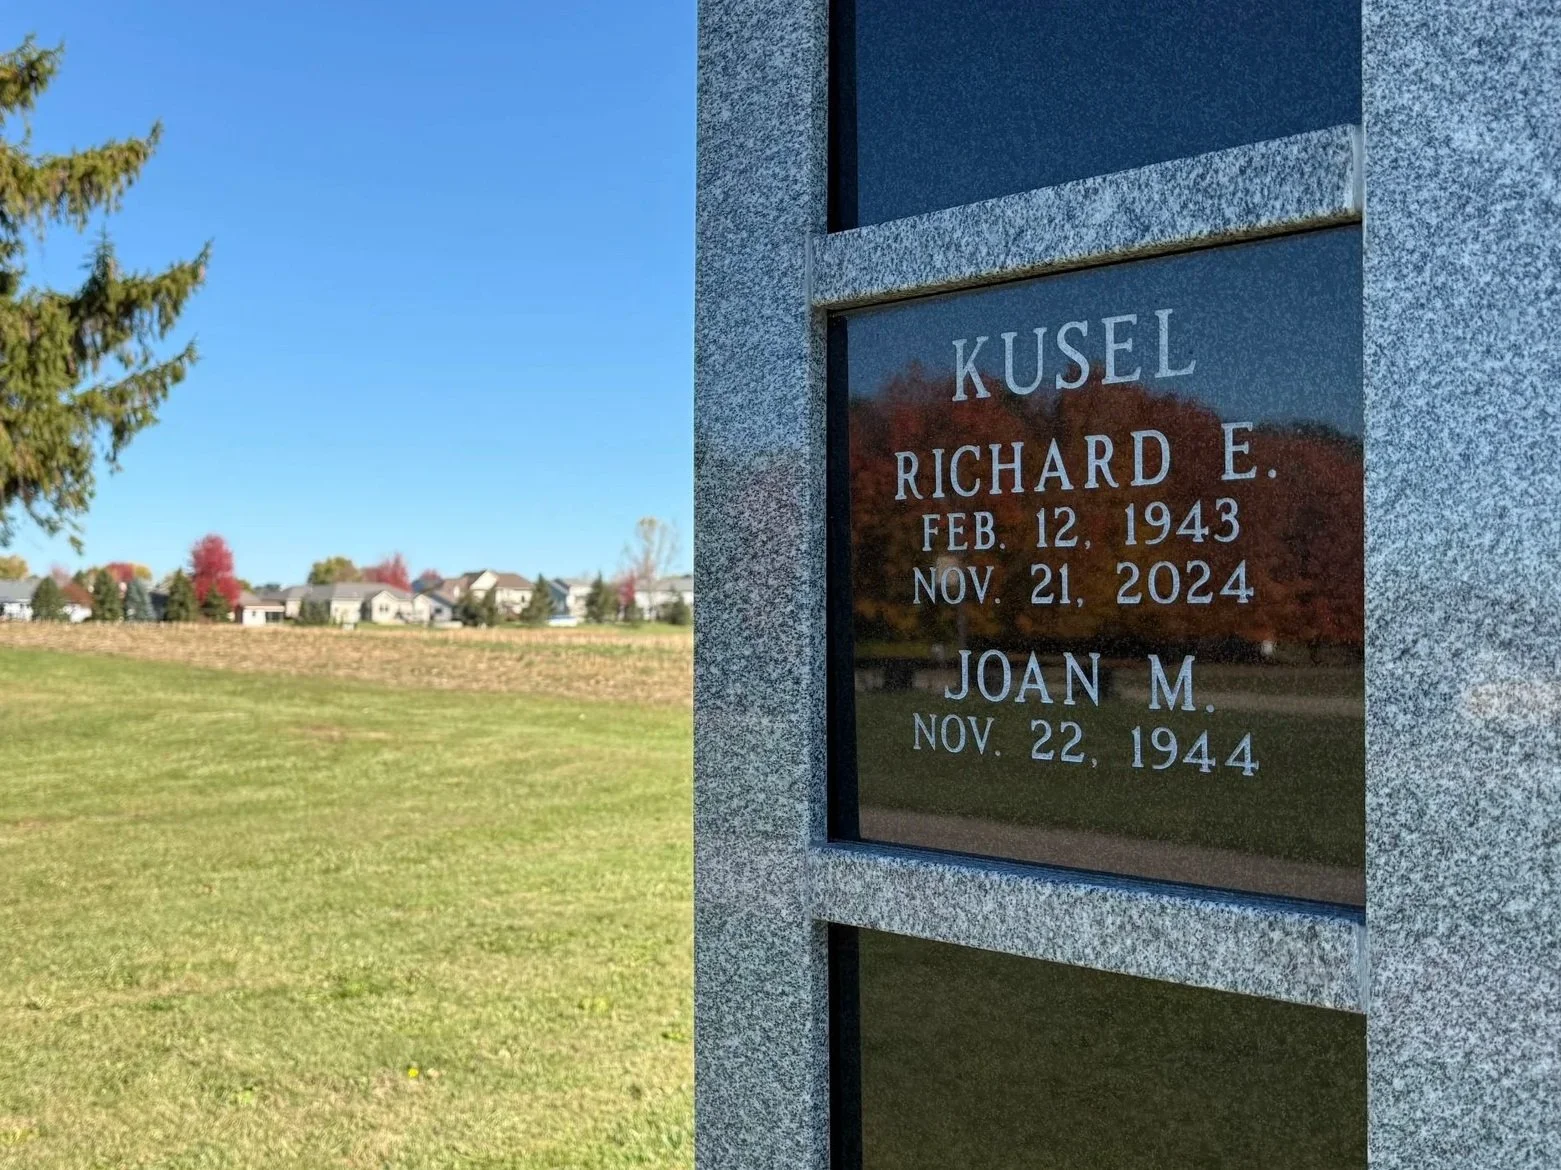 KUSEL
RICHARD E.
FEB. 12, 1943
NOV. 21, 2024
JOAN M.
NOV. 22, 1944